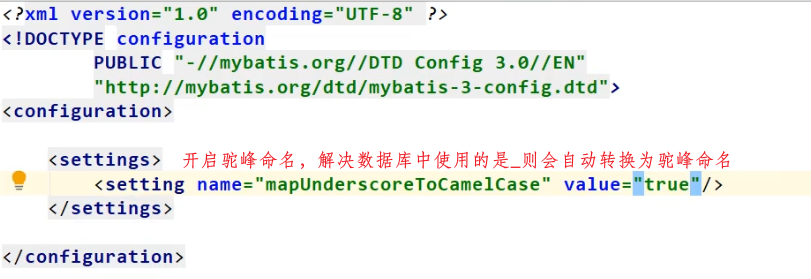 <?xml version="1.0" encoding="UTF-8" ?>
<!DOCTYPE configuration
PUBLIC "-//mybatis.org//DTD Config 3.0//EN"
"http://mybatis.org/dtd/mybatis-3-config.dtd">
<configuration>
<settings> 开启驼峰命名，解决数据库中使用的是_则会自动转换为驼峰命名
<setting name="mapUnderscoreToCamelCase" value="true"/>
</settings>
</configuration>